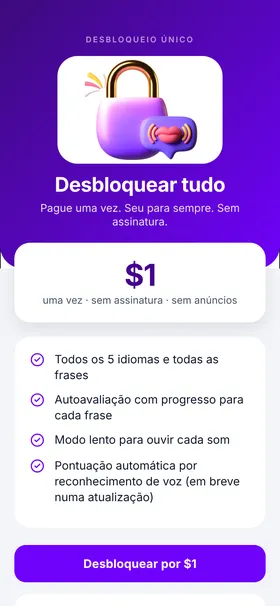 DESBLOQUEIO ÚNICO
Desbloquear tudo
Pague uma vez. Seu para sempre. Sem
assinatura.
$1
uma vez · sem assinatura · sem anúncios
Todos os 5 idiomas e todas as
frases
Autoavaliação com progresso para
cada frase
Modo lento para ouvir cada som
Pontuação automática por
reconhecimento de voz (em breve
numa atualização)
Desbloquear por $1